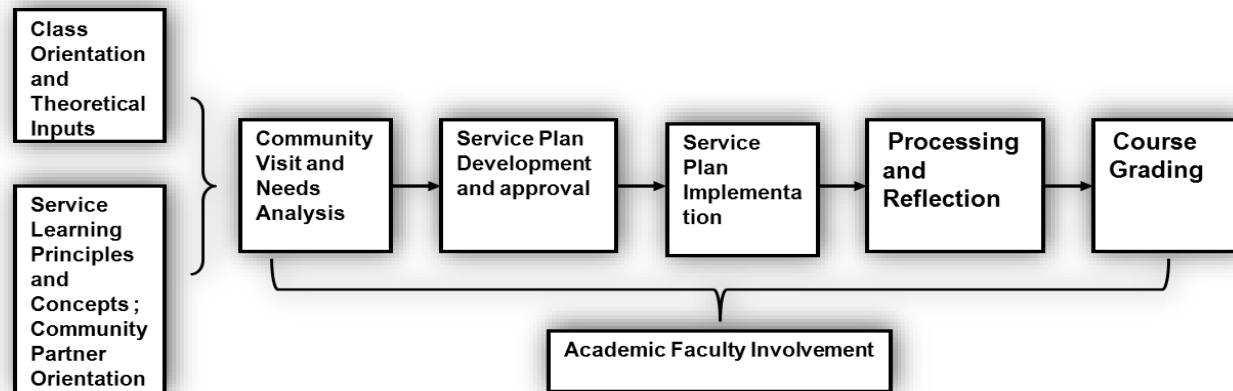 Class
Orientation
and
Theoretical
Inputs
Service
Learning
Principles
and
Concepts ;
Community
Partner
Orientation
Community
Visit and
Needs
Analysis
Service Plan
Development
and approval
Service
Plan
Implementa
tion
Processing
and
Reflection
Course
Grading
Academic Faculty Involvement